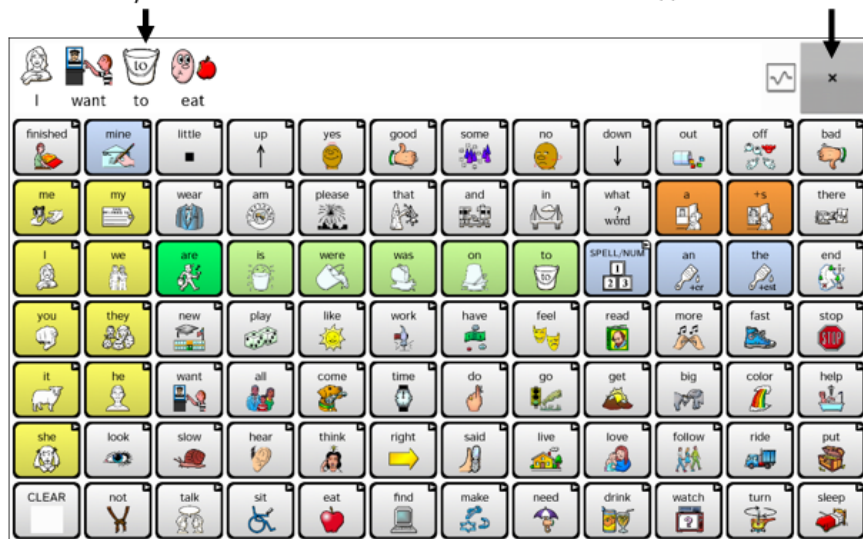 ×
I want to eat
finished mine little up yes good some no down out off bad
me my wear am please that and in what a +s there
? word
I we are is were was on to SPELL/NUM an the end
to 1 2 3 +er +est
you they new play like work have feel read more fast stop
STOP
it he want all come time do go get big color help
she look slow hear think right said live love follow ride put
CLEAR not talk sit eat find make need drink watch turn sleep
?